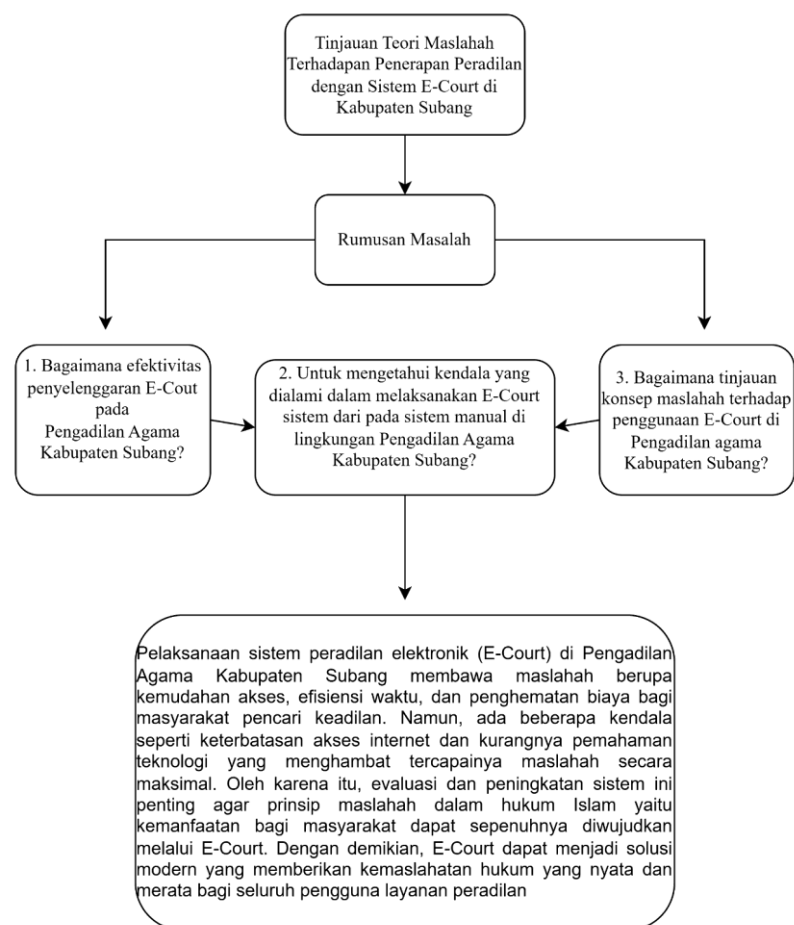 Tinjauan Teori Maslahah
Terhadapan Penerapan Peradilan
dengan Sistem E-Court di
Kabupaten Subang
Rumusan Masalah
1. Bagaimana efektivitas
penyelenggaran E-Cout
pada
Pengadilan Agama
Kabupaten Subang?
2. Untuk mengetahui kendala yang
dialami dalam melaksanakan E-Court
sistem dari pada sistem manual di
lingkungan Pengadilan Agama
Kabupaten Subang?
3. Bagaimana tinjauan
konsep maslahah terhadap
penggunaan E-Court di
Pengadilan agama
Kabupaten Subang?
Pelaksanaan sistem peradilan elektronik (E-Court) di Pengadilan
Agama Kabupaten Subang membawa maslahah berupa
kemudahan akses, efisiensi waktu, dan penghematan biaya bagi
masyarakat pencari keadilan. Namun, ada beberapa kendala
seperti keterbatasan akses internet dan kurangnya pemahaman
teknologi yang menghambat tercapainya maslahah secara
maksimal. Oleh karena itu, evaluasi dan peningkatan sistem ini
penting agar prinsip maslahah dalam hukum Islam yaitu
kemanfaatan bagi masyarakat dapat sepenuhnya diwujudkan
melalui E-Court. Dengan demikian, E-Court dapat menjadi solusi
modern yang memberikan kemaslahatan hukum yang nyata dan
merata bagi seluruh pengguna layanan peradilan